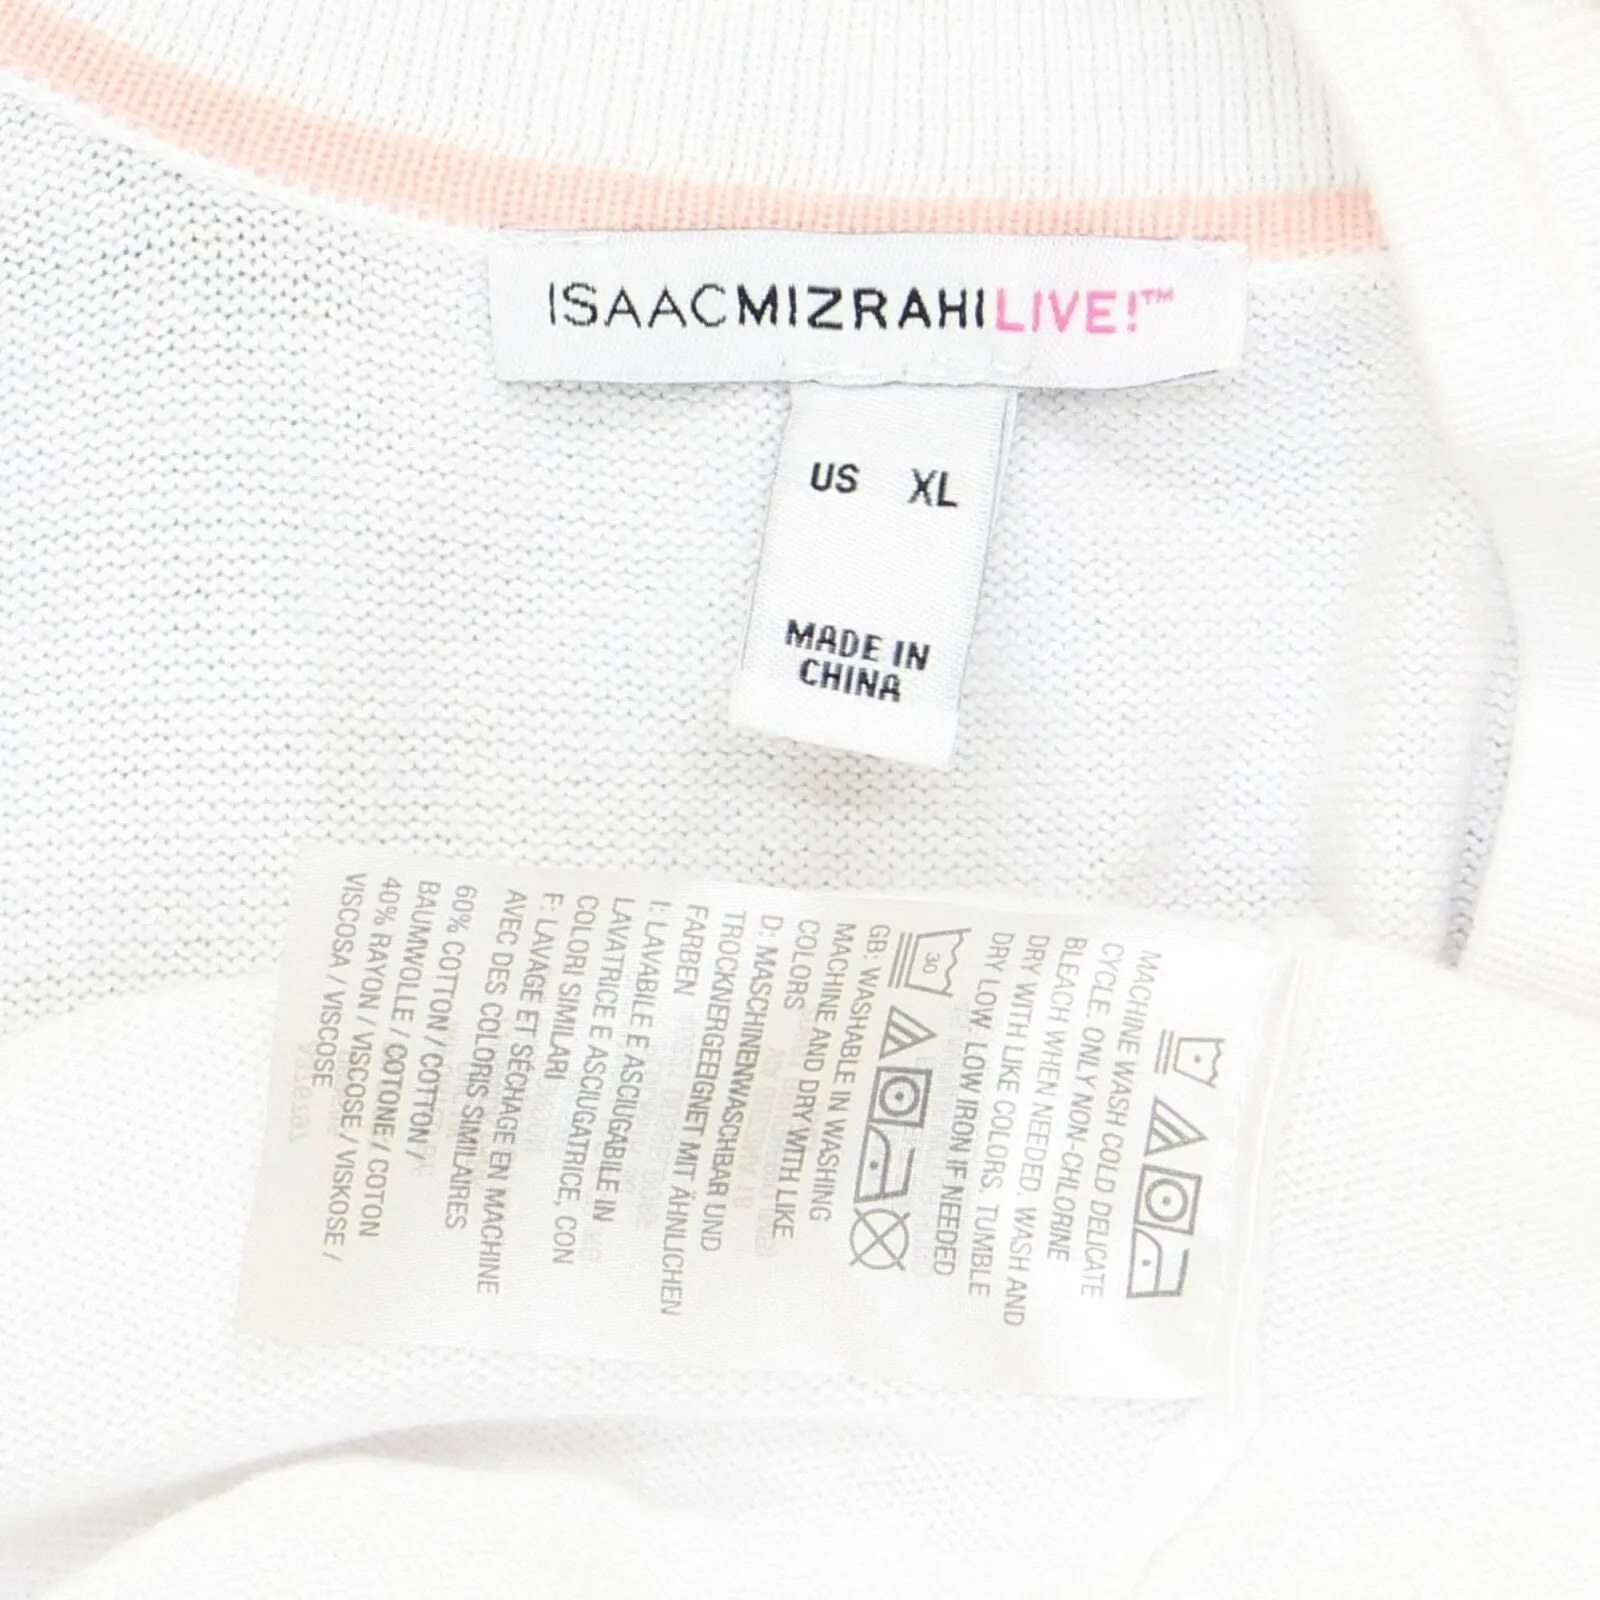 ISAACMIZRAHILIVE!™
US XL
MADE IN
CHINA
MACHINE WASH COLD DELICATE
CYCLE. ONLY NON-CHLORINE
BLEACH WHEN NEEDED. WASH AND
DRY WITH LIKE COLORS. TUMBLE
DRY LOW. LOW IRON IF NEEDED
30
GB: WASHABLE IN WASHING
MACHINE AND DRY WITH LIKE
COLORS
D: MASCHINENWASCHBAR UND
TROCKNERGEEIGNET MIT ÄHNLICHEN
FARBEN
I: LAVABILE E ASCIUGABILE IN
LAVATRICE E ASCIUGATRICE, CON
COLORI SIMILARI
F: LAVAGE ET SÉCHAGE EN MACHINE
AVEC DES COLORIS SIMILAIRES
60% COTTON / COTTON /
BAUMWOLLE / COTONE / COTON
40% RAYON / VISCOSE / VISKOSE /
VISCOSA / VISCOSE